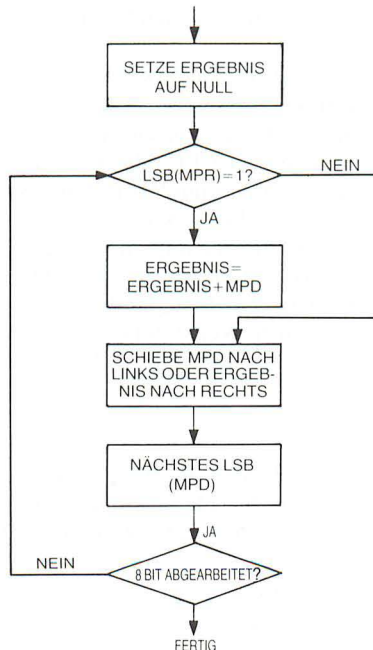 SETZE ERGEBNIS
AUF NULL
LSB(MPR)=1?
NEIN
JA
ERGEBNIS=
ERGEBNIS+MPD
SCHIEBE MPD NACH
LINKS ODER ERGEB-
NIS NACH RECHTS
NÄCHSTES LSB
(MPD)
JA
NEIN
8 BIT ABGEARBEITET?
FERTIG